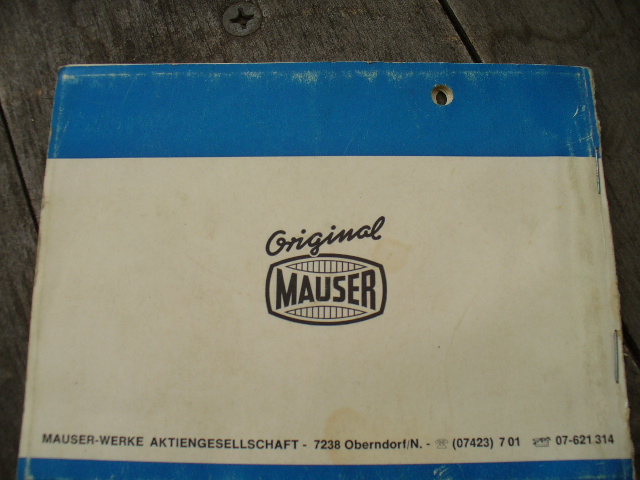 Original
MAUSER
MAUSER-WERKE AKTIENGESELLSCHAFT - 7238 Oberndorf/N. - ☏ (07423) 7 01 07-621 314